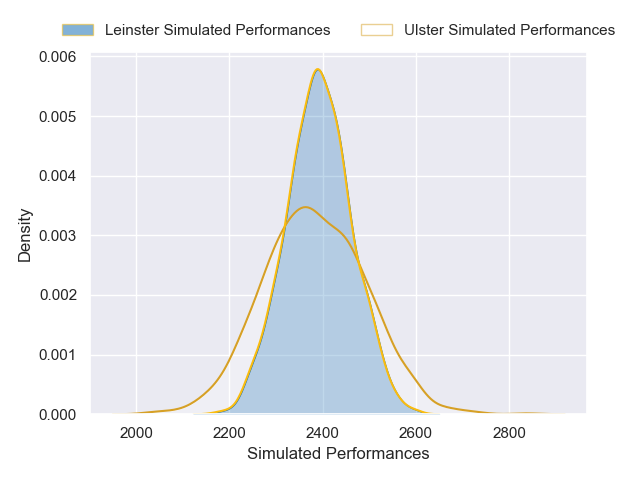 Leinster Simulated Performances Ulster Simulated Performances
0.006
0.005
0.004
0.003
0.002
0.001
0.000
Density
2000 2200 2400 2600 2800
Simulated Performances